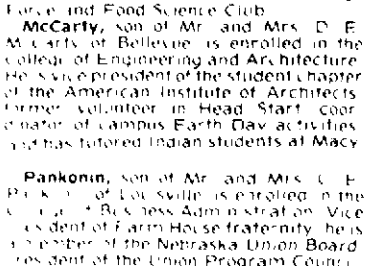 Force and Food Science Club
McCarty, son of Mr and Mrs D E
McCarty of Bellevue is enrolled in the
College of Engineering and Architecture
He is vice president of the student chapter
of the American Institute of Architects
former volunteer in Head Start coor
dinator of campus Earth Day activities
and has tutored Indian students at Macy
Pankonin, son of Mr and Mrs
of Louisville is enrolled in the
of Business Administration Vice
president of Farm House fraternity he is
a member of the Nebraska Union Board
president of the Union Program Council